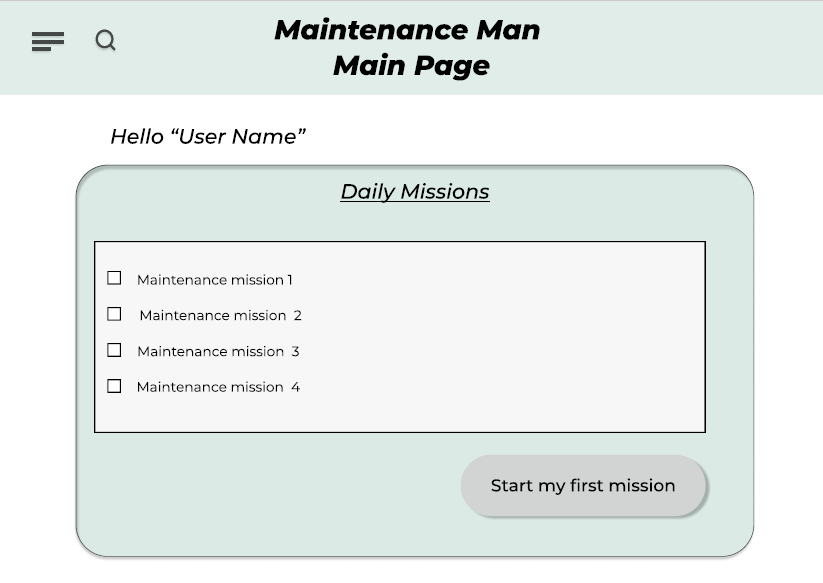 Maintenance Man
Main Page
Hello “User Name”
Daily Missions
Maintenance mission 1
Maintenance mission 2
Maintenance mission 3
Maintenance mission 4
Start my first mission